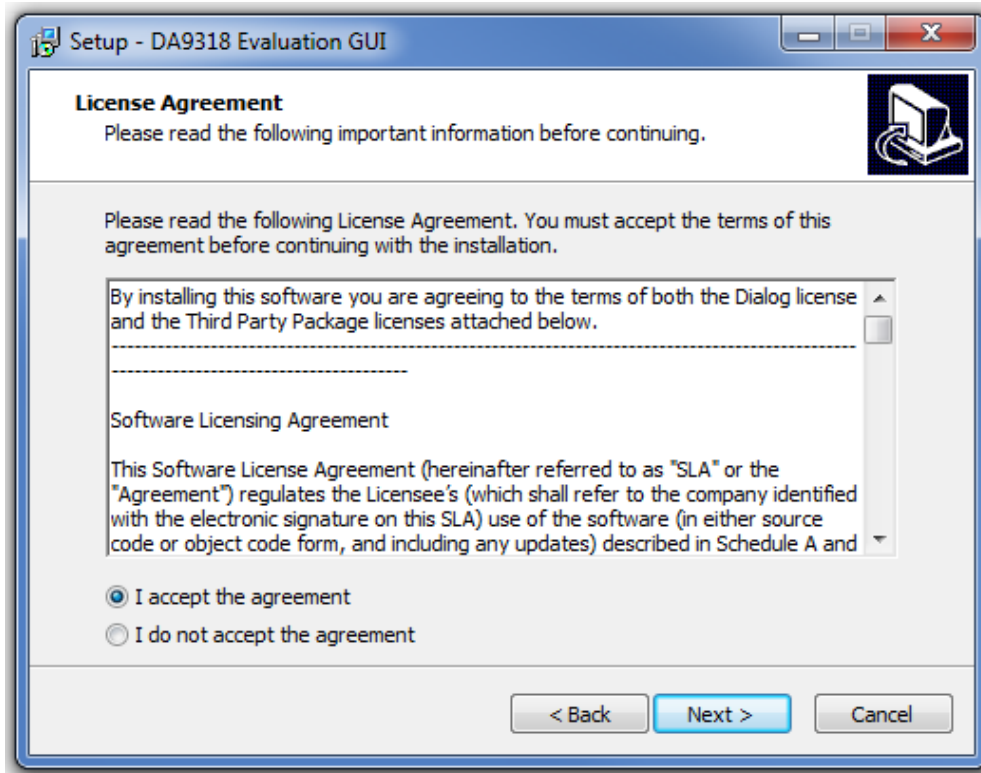 Setup - DA9318 Evaluation GUI
License Agreement
Please read the following important information before continuing.
Please read the following License Agreement. You must accept the terms of this
agreement before continuing with the installation.
By installing this software you are agreeing to the terms of both the Dialog license
and the Third Party Package licenses attached below.
---------------------------------------------------------------------------------------------
-------------------------------------
Software Licensing Agreement
This Software License Agreement (hereinafter referred to as "SLA" or the
"Agreement") regulates the Licensee’s (which shall refer to the company identified
with the electronic signature on this SLA) use of the software (in either source
code or object code form, and including any updates) described in Schedule A and
I accept the agreement
I do not accept the agreement
< Back
Next >
Cancel